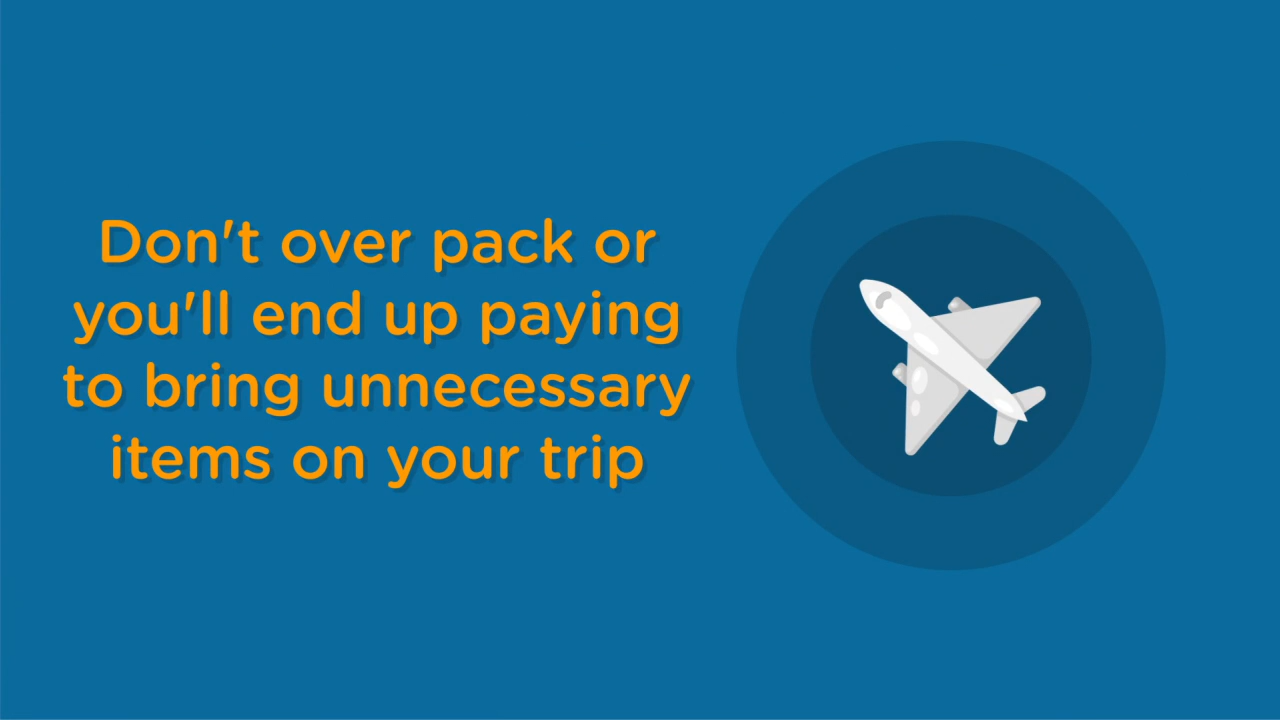 Don't over pack or
you'll end up paying
to bring unnecessary
items on your trip